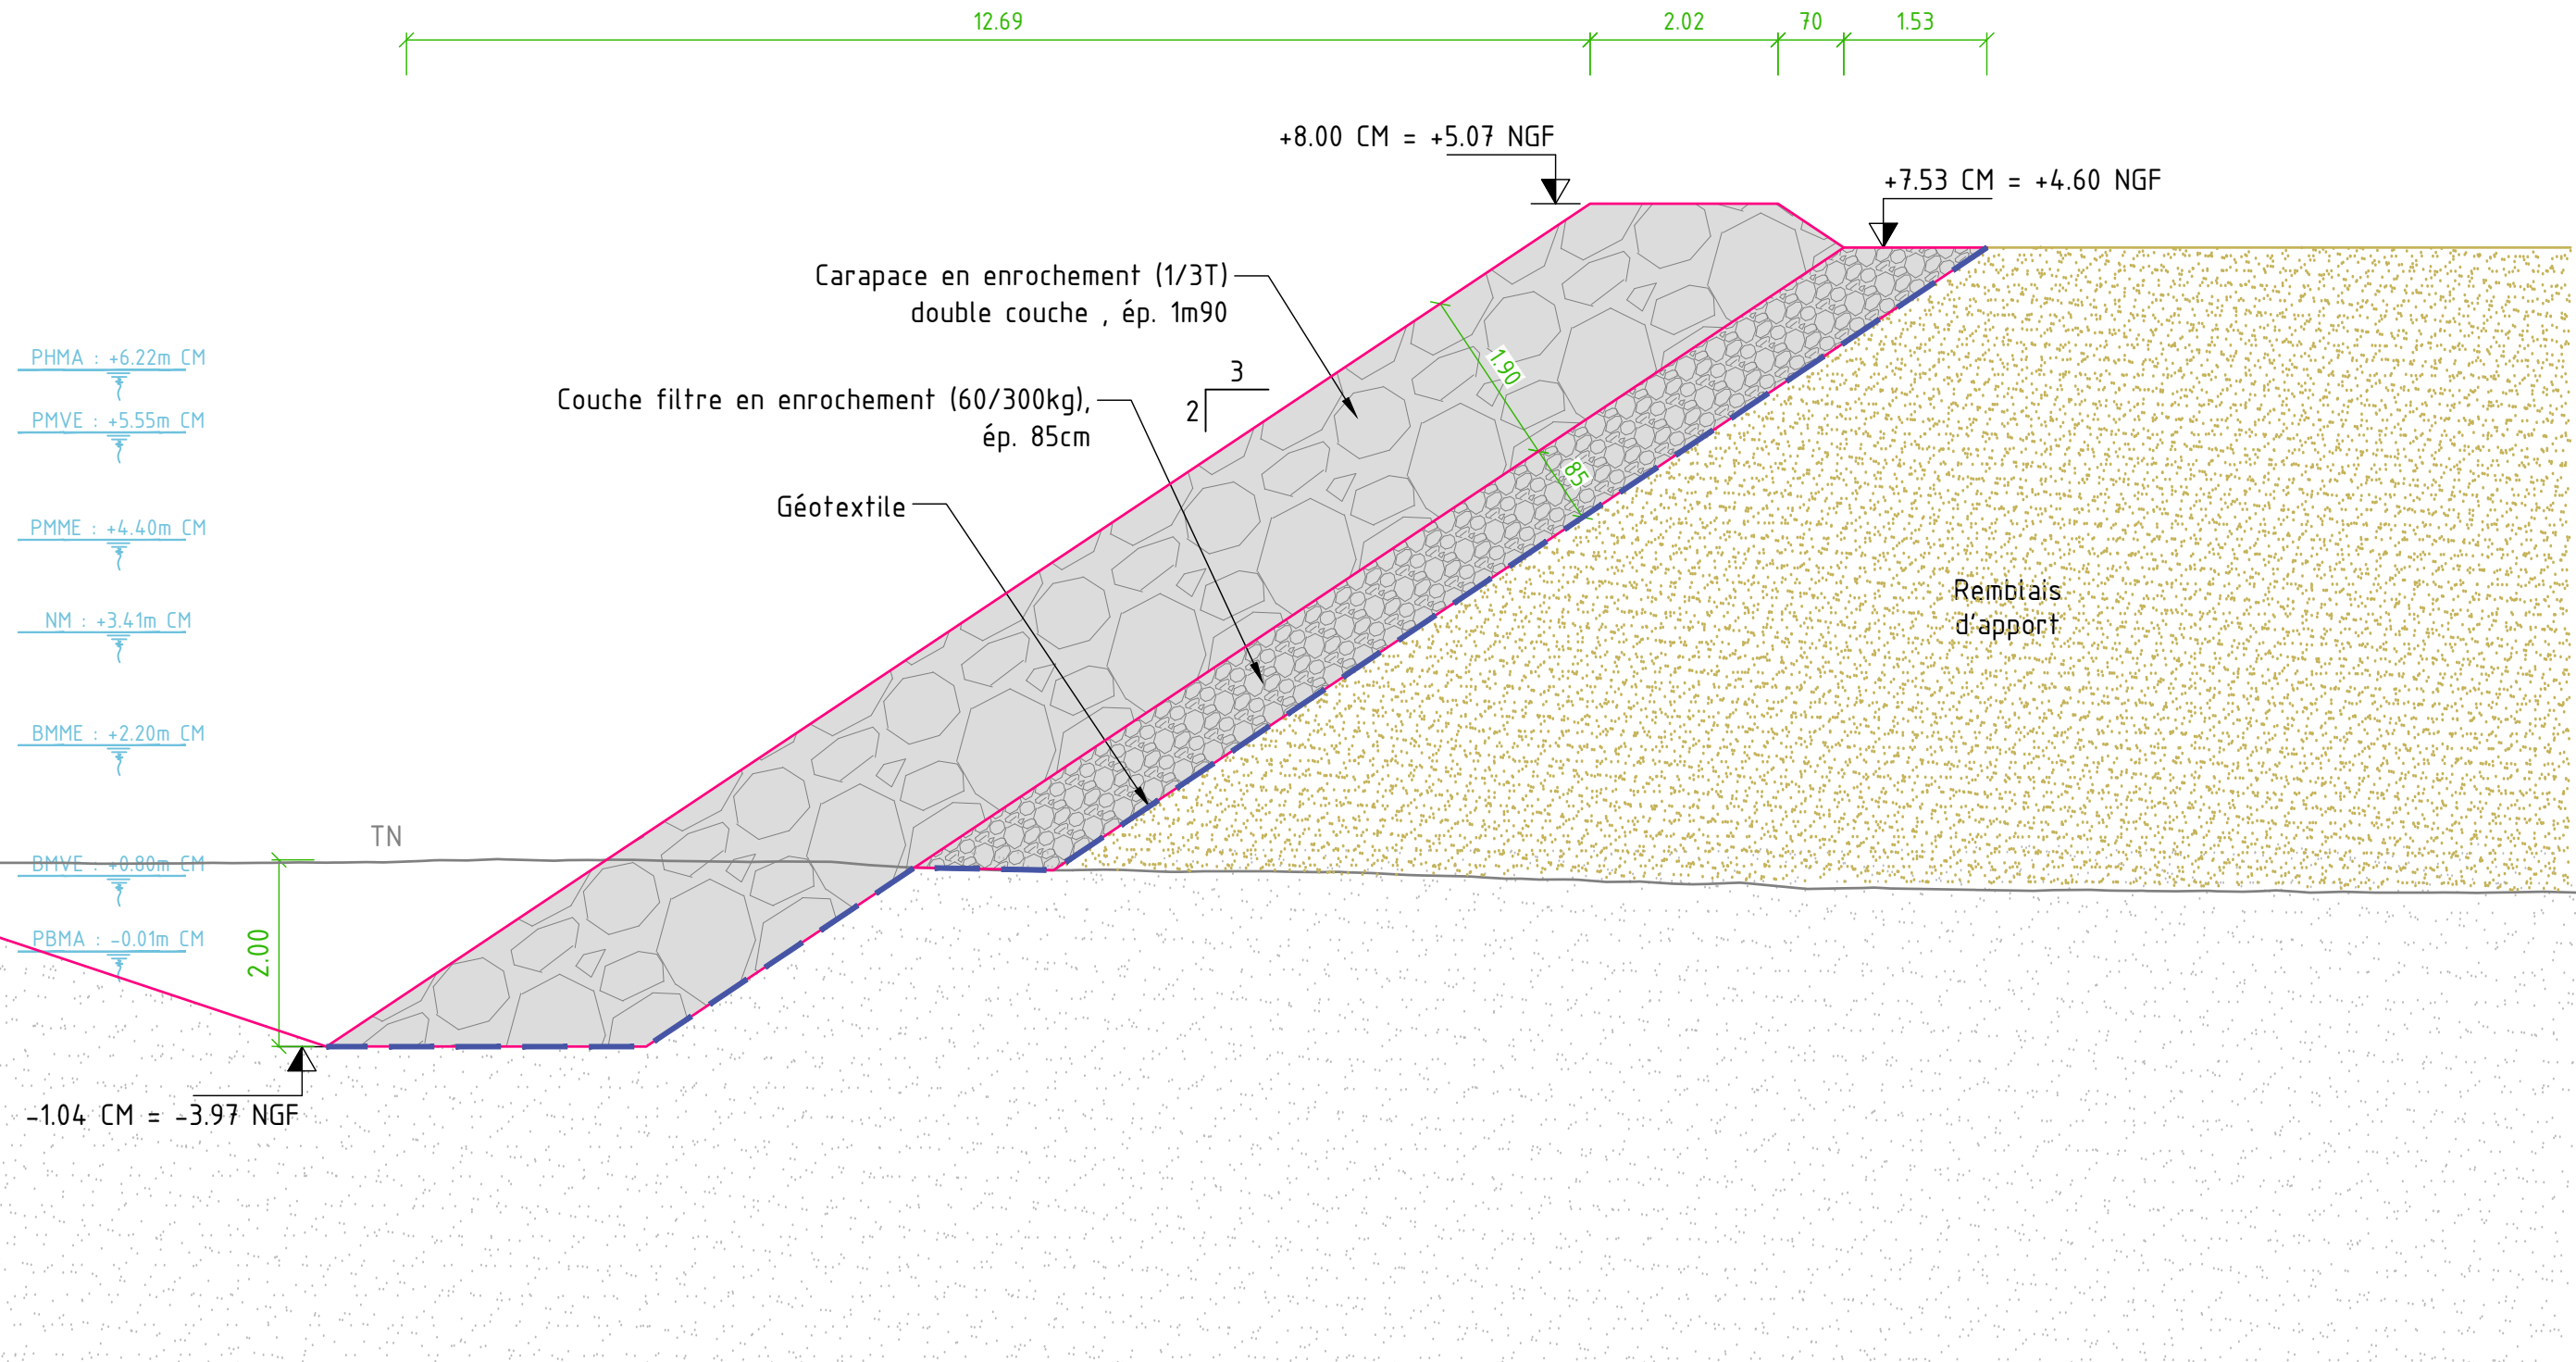 12.69
2.02
70
1.53
+8.00 CM = +5.07 NGF
+7.53 CM = +4.60 NGF
Carapace en enrochement (1/3T)
double couche , ép. 1m90
PHMA : +6.22m CM
1.90
3
2
Couche filtre en enrochement (60/300kg),
ép. 85cm
PMVE : +5.55m CM
85
Géotextile
PMME : +4.40m CM
Remblais
d'apport
NM : +3.41m CM
BMME : +2.20m CM
TN
BMVE : +0.80m CM
2.00
PBMA : -0.01m CM
-1.04 CM = -3.97 NGF